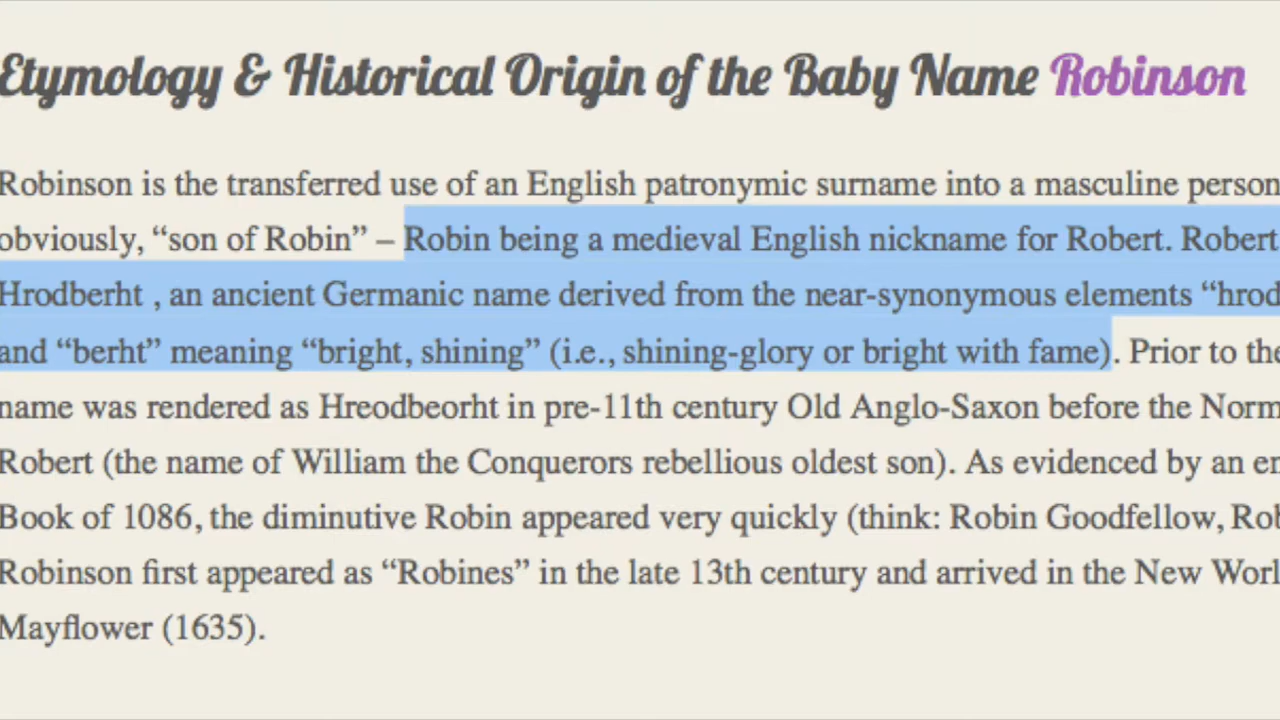 Etymology & Historical Origin of the Baby Name Robinson
Robinson is the transferred use of an English patronymic surname into a masculine person
obviously, “son of Robin” – Robin being a medieval English nickname for Robert. Robert
Hrodberht , an ancient Germanic name derived from the near-synonymous elements “hrod
and “berht” meaning “bright, shining” (i.e., shining-glory or bright with fame). Prior to the
name was rendered as Hreodbeorht in pre-11th century Old Anglo-Saxon before the Norm
Robert (the name of William the Conquerors rebellious oldest son). As evidenced by an en
Book of 1086, the diminutive Robin appeared very quickly (think: Robin Goodfellow, Rob
Robinson first appeared as “Robines” in the late 13th century and arrived in the New Worl
Mayflower (1635).